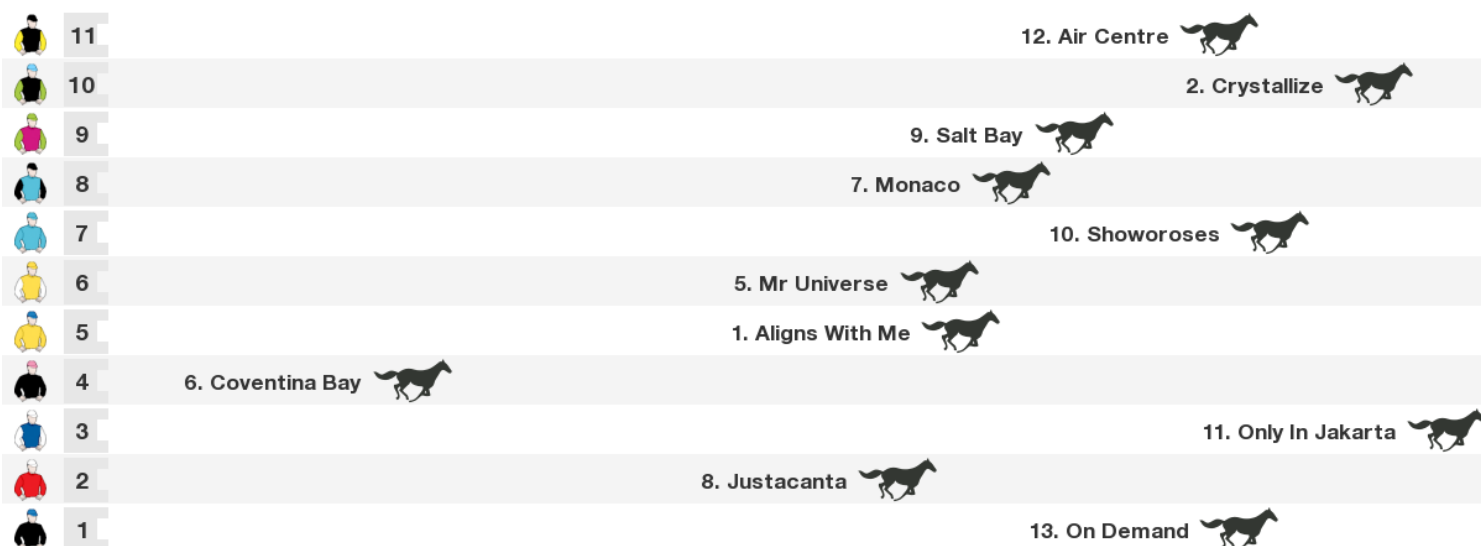 11 12. Air Centre
10 2. Crystallize
9 9. Salt Bay
8 7. Monaco
7 10. Showoroses
6 5. Mr Universe
5 1. Aligns With Me
4 6. Coventina Bay
3 11. Only In Jakarta
2 8. Justacanta
1 13. On Demand